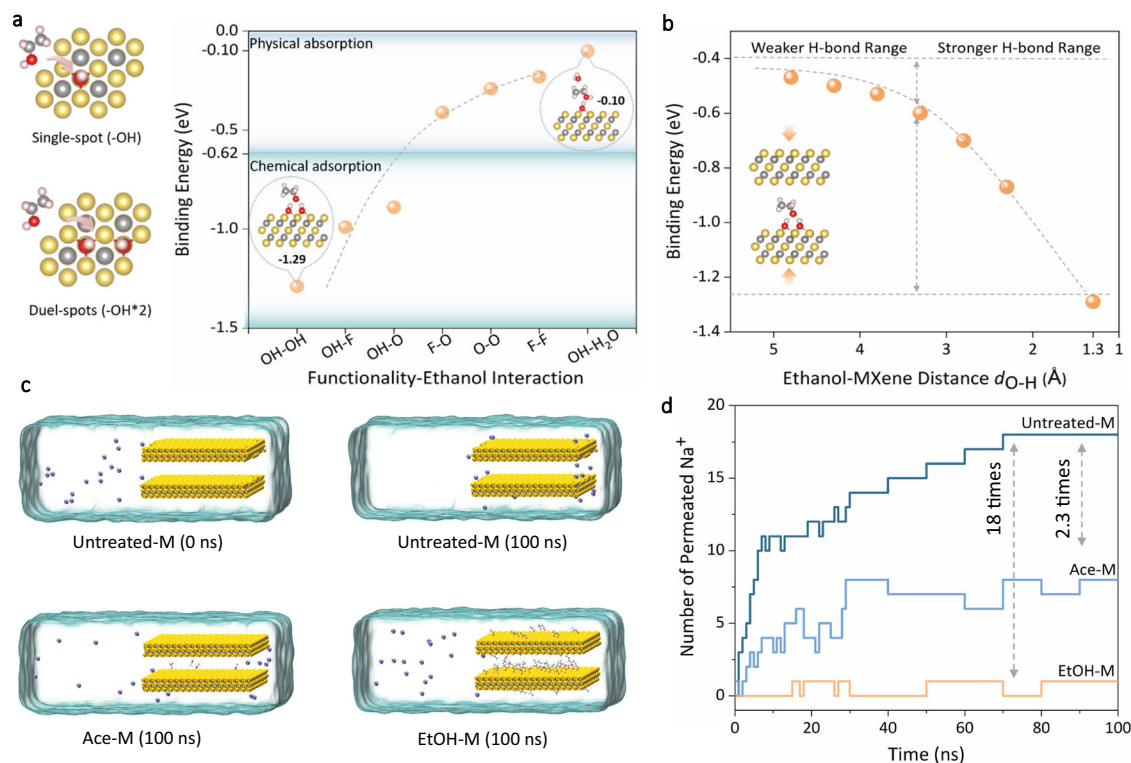 a
Single-spot (-OH)
Duel-spots (-OH*2)
Binding Energy (eV)
0.0
-0.10
-0.5
-0.62
-1.0
-1.5
Physical absorption
Chemical adsorption
-0.10
-1.29
OH-OH
OH-F
OH-O
F-O
O-O
F-F
OH-H2O
Functionality-Ethanol Interaction
b
Binding Energy (eV)
-0.4
-0.6
-0.8
-1.0
-1.2
-1.4
Weaker H-bond Range
Stronger H-bond Range
5
4
3
2
1.3
1
Ethanol-MXene Distance dO-H (Å)
c
Untreated-M (0 ns)
Untreated-M (100 ns)
Ace-M (100 ns)
EtOH-M (100 ns)
d
Number of Permeated Na+
20
15
10
5
0
Untreated-M
18 times
2.3 times
Ace-M
EtOH-M
0
20
40
60
80
100
Time (ns)